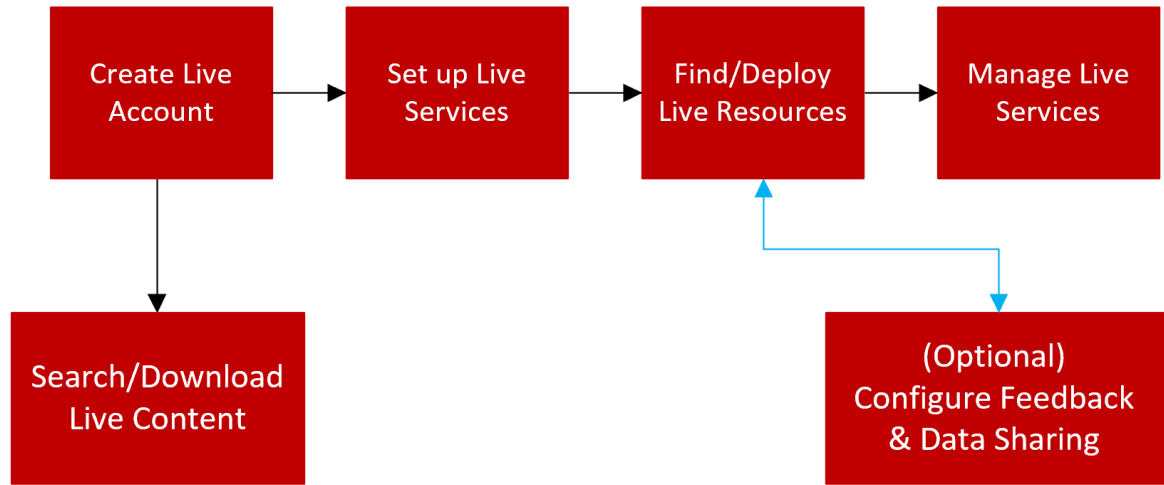 Create Live
Account
Set up Live
Services
Find/Deploy
Live Resources
Manage Live
Services
Search/Download
Live Content
(Optional)
Configure Feedback
& Data Sharing